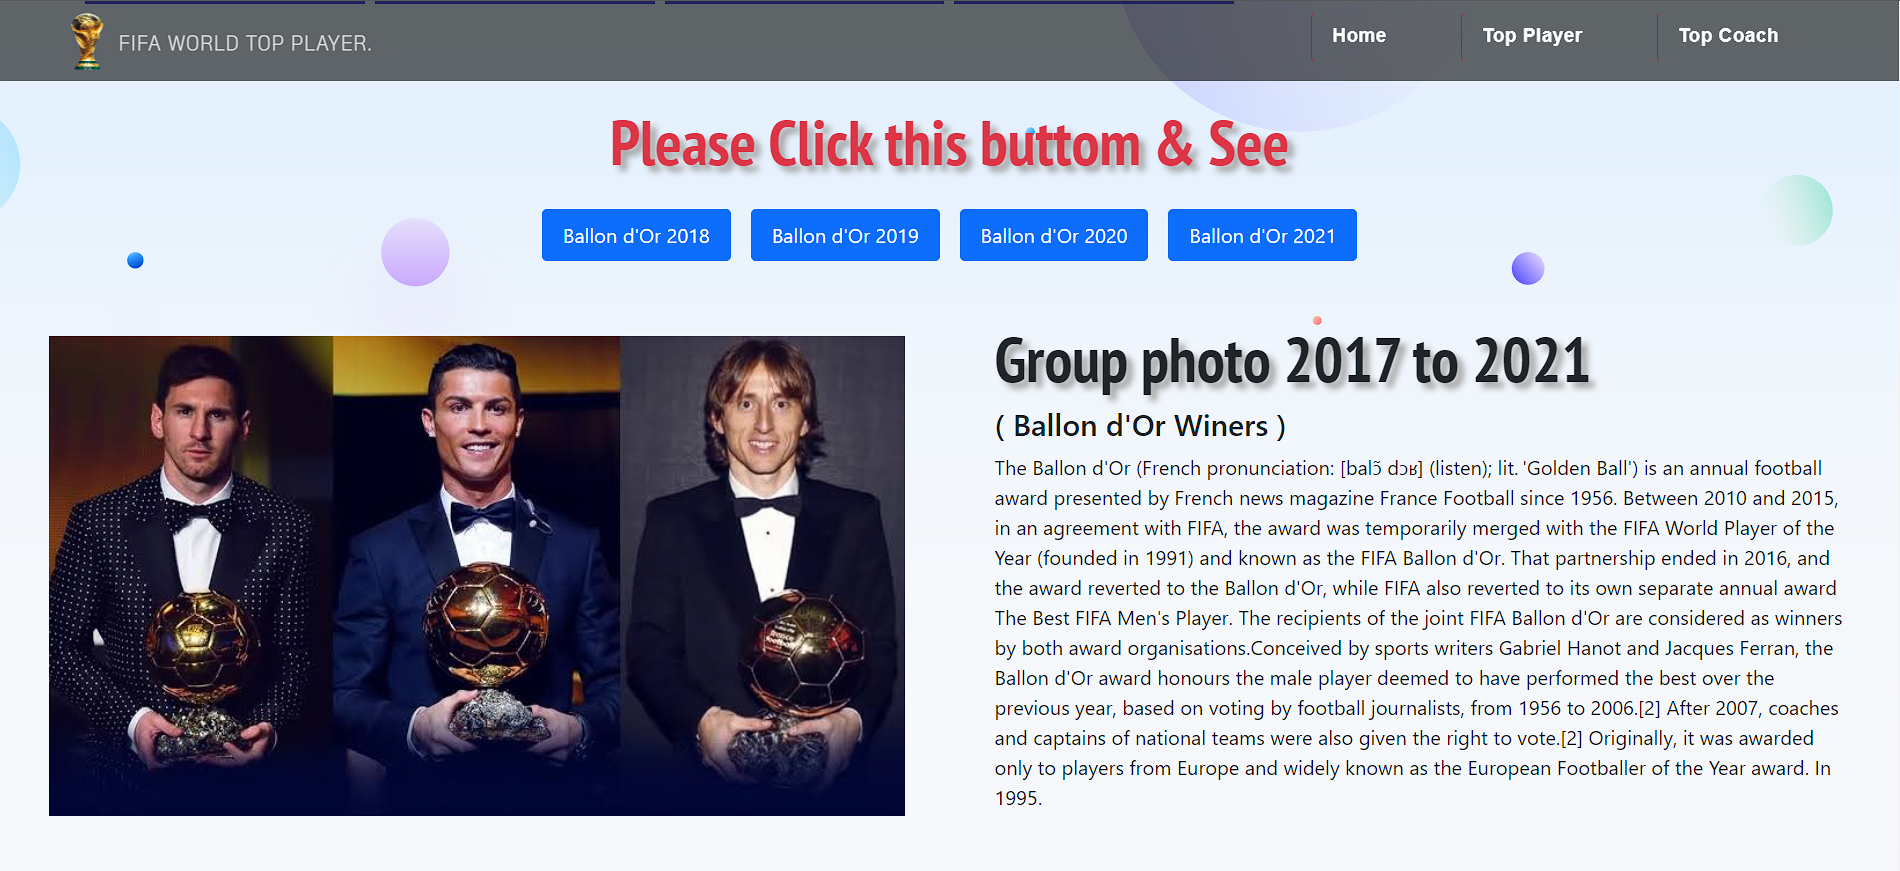 FIFA WORLD TOP PLAYER.
Home
Top Player
Top Coach
Please Click this buttom & See
Ballon d'Or 2018
Ballon d'Or 2019
Ballon d'Or 2020
Ballon d'Or 2021
Group photo 2017 to 2021
( Ballon d'Or Winers )
The Ballon d'Or (French pronunciation: [balɔ̃ dɔʁ] (listen); lit. 'Golden Ball') is an annual football
award presented by French news magazine France Football since 1956. Between 2010 and 2015,
in an agreement with FIFA, the award was temporarily merged with the FIFA World Player of the
Year (founded in 1991) and known as the FIFA Ballon d'Or. That partnership ended in 2016, and
the award reverted to the Ballon d'Or, while FIFA also reverted to its own separate annual award
The Best FIFA Men's Player. The recipients of the joint FIFA Ballon d'Or are considered as winners
by both award organisations.Conceived by sports writers Gabriel Hanot and Jacques Ferran, the
Ballon d'Or award honours the male player deemed to have performed the best over the
previous year, based on voting by football journalists, from 1956 to 2006.[2] After 2007, coaches
and captains of national teams were also given the right to vote.[2] Originally, it was awarded
only to players from Europe and widely known as the European Footballer of the Year award. In
1995.